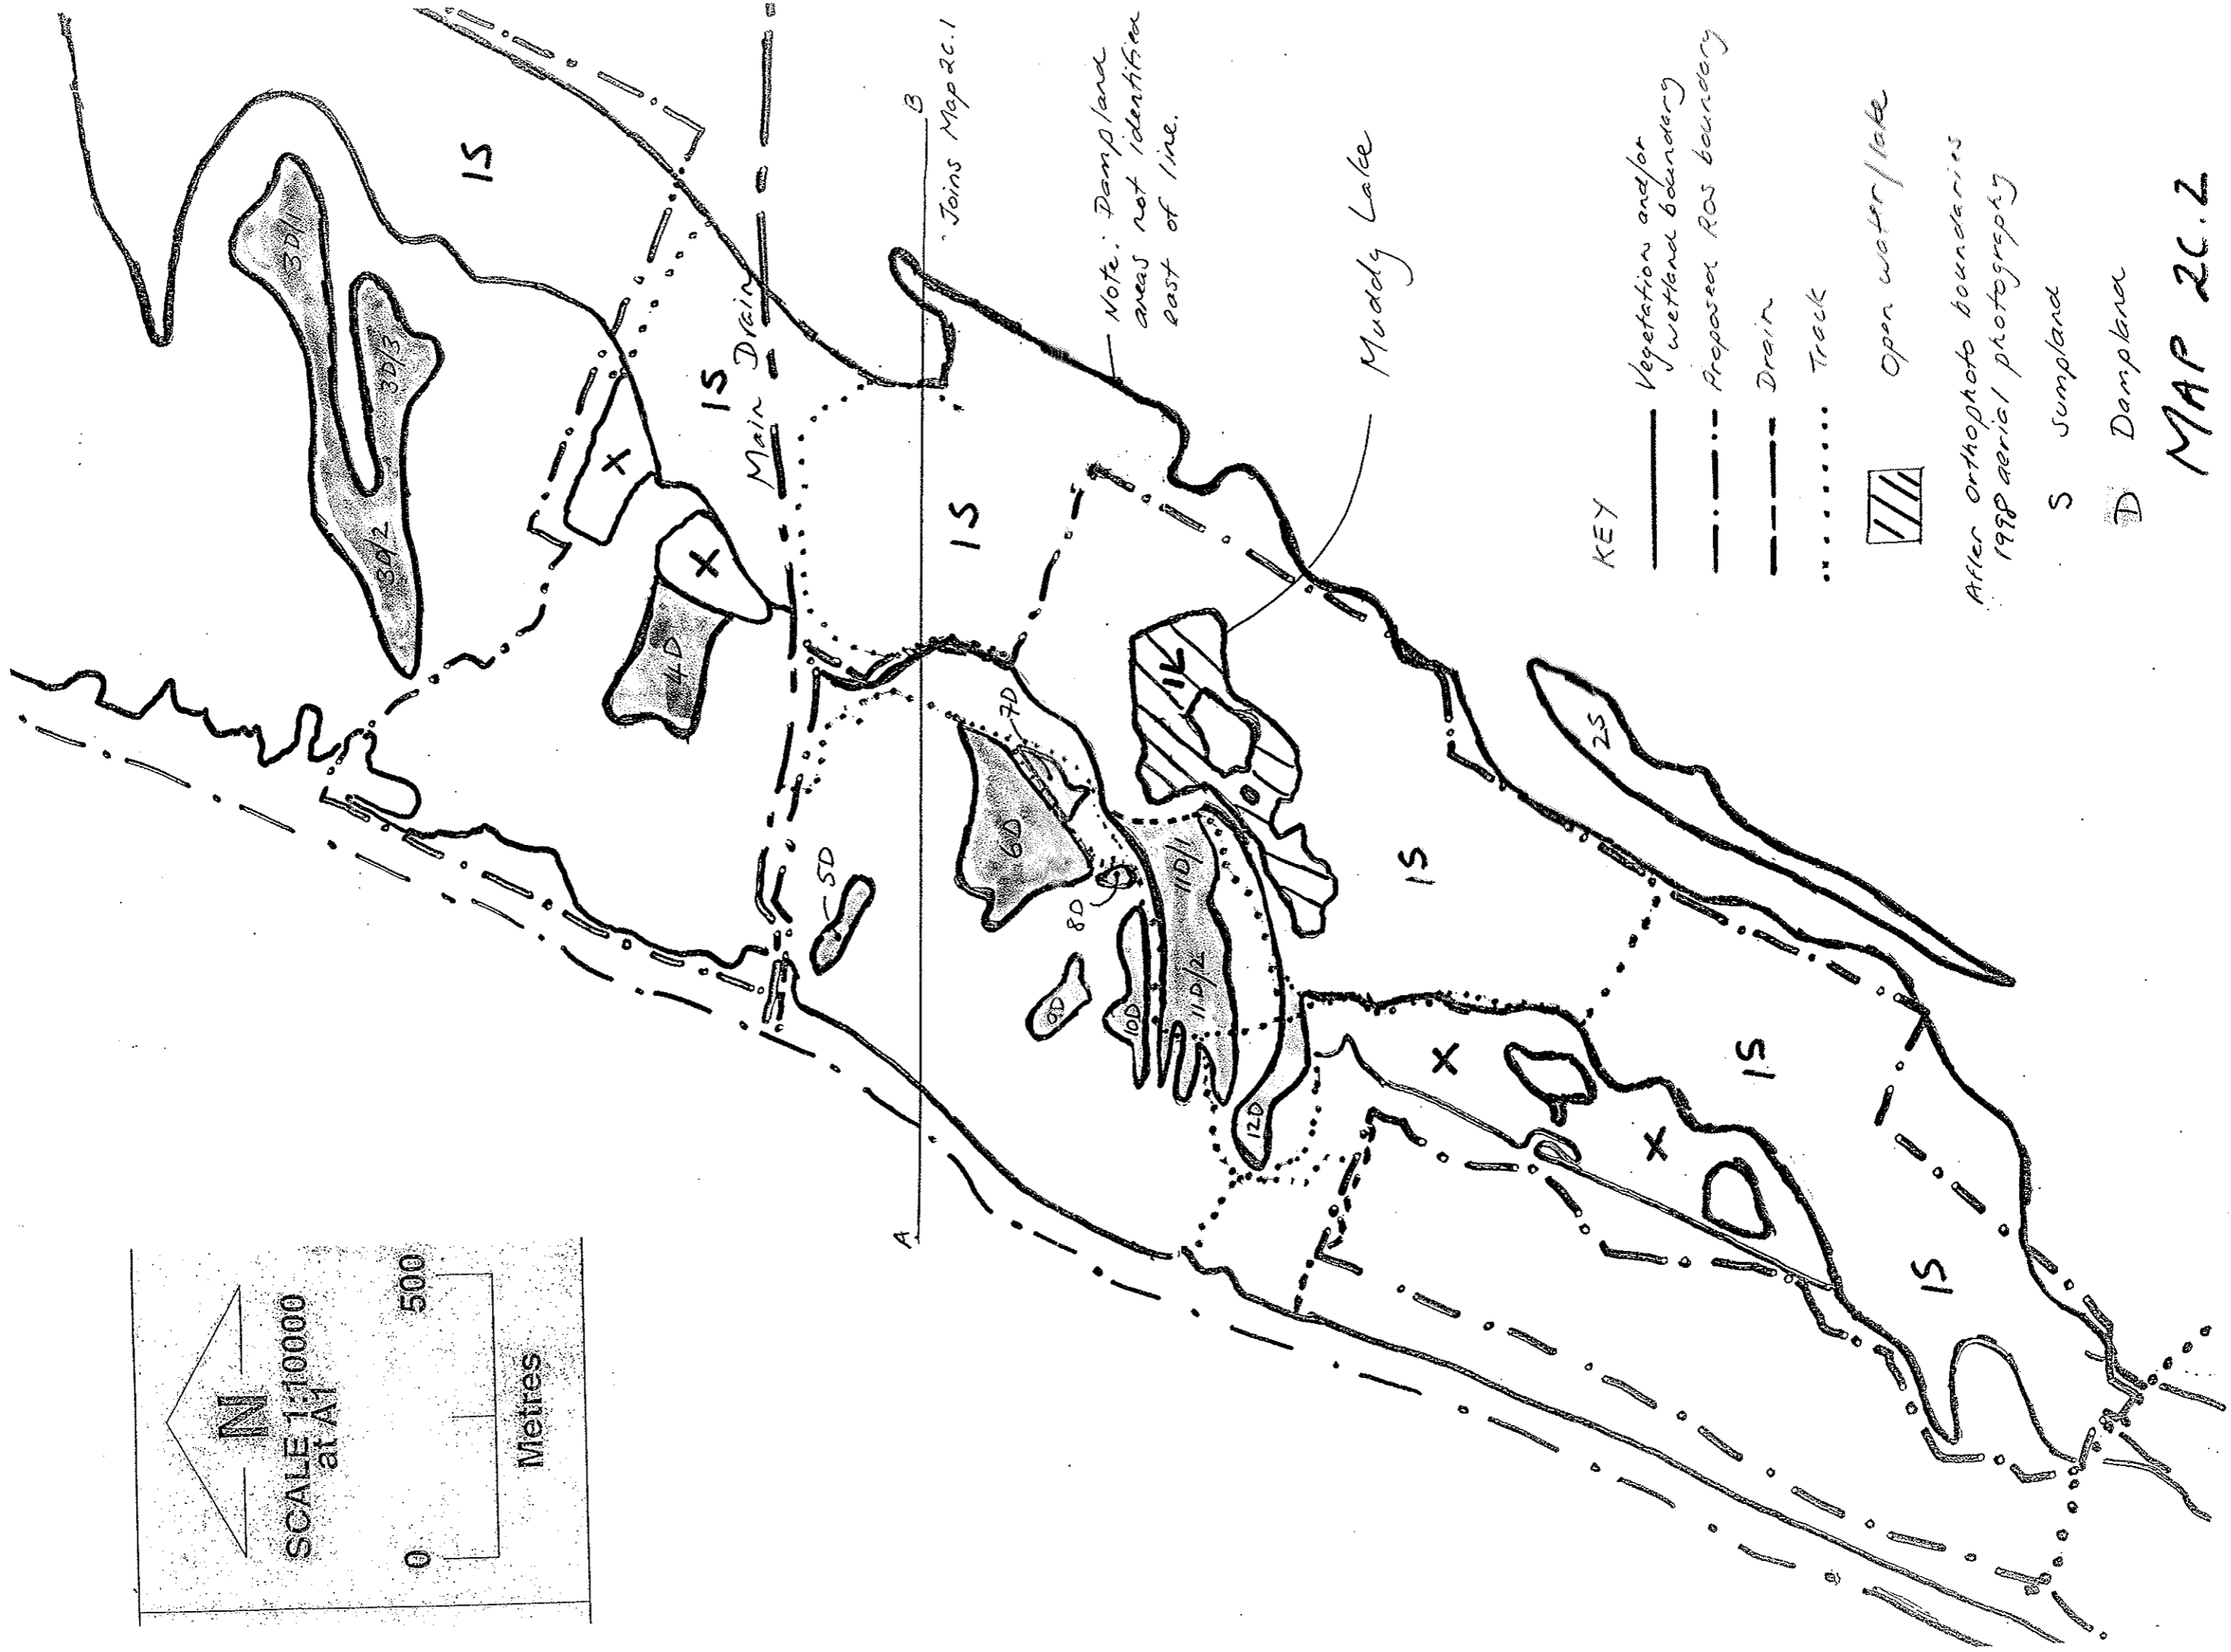 N
SCALE 1:10000
at A1
0 500
Metres
3D/1
3D/2
3D/3
1S
X
4D
X
1S
Main Drain
A
B
Joins Map 2C.1
5D
6D
7D
8D
9D
10D
11D/1
11D/2
12D
1S
1K
Note: Dampland
areas not identified
east of line.
Muddy Lake
1S
2S
X
X
1S
1S
KEY
Vegetation and/or
wetland boundary
Proposed ROS boundary
Drain
Track
Open water/lake
After orthophoto boundaries
1998 aerial photography
S Sumpland
D Dampland
MAP 2C.2